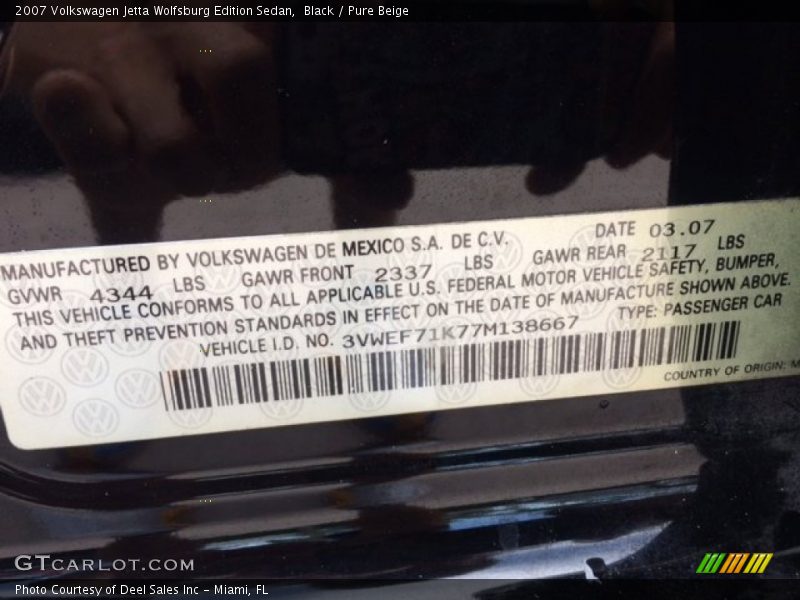 2007 Volkswagen Jetta Wolfsburg Edition Sedan,  Black / Pure Beige
MANUFACTURED BY VOLKSWAGEN DE MEXICO S.A. DE C.V. DATE 03.07
GVWR 4344 LBS GAWR FRONT 2337 LBS GAWR REAR 2117 LBS
THIS VEHICLE CONFORMS TO ALL APPLICABLE U.S. FEDERAL MOTOR VEHICLE SAFETY, BUMPER,
AND THEFT PREVENTION STANDARDS IN EFFECT ON THE DATE OF MANUFACTURE SHOWN ABOVE.
VEHICLE I.D. NO. 3VWEF71K77M138667 TYPE: PASSENGER CAR
COUNTRY OF ORIGIN: M
GTCARLOT.COM
Photo Courtesy of Deel Sales Inc - Miami, FL